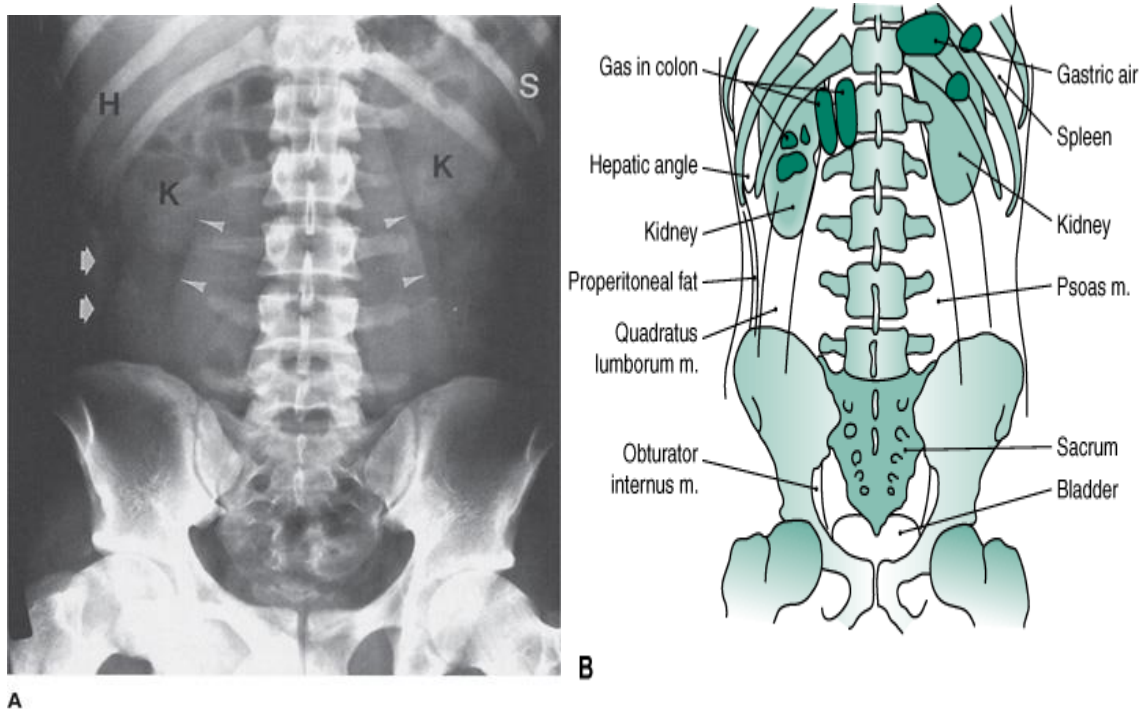 H
S
K
K
A
Gas in colon
Hepatic angle
Kidney
Properitoneal fat
Quadratus
lumborum m.
Obturator
internus m.
Gastric air
Spleen
Kidney
Psoas m.
Sacrum
Bladder
B